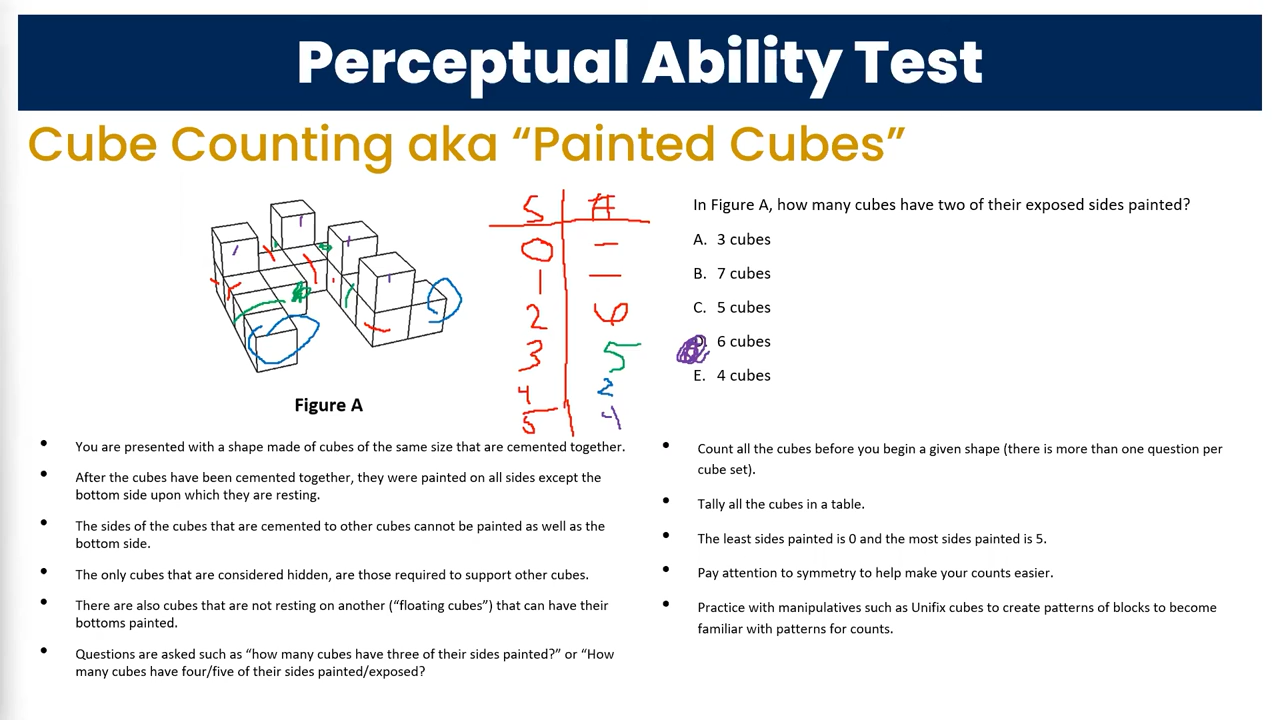 Perceptual Ability Test
Cube Counting aka “Painted Cubes”
S #
0 –
1 –
2 6
3 5
4 2
5 4
Figure A
In Figure A, how many cubes have two of their exposed sides painted?
A. 3 cubes
B. 7 cubes
C. 5 cubes
D. 6 cubes
E. 4 cubes
• You are presented with a shape made of cubes of the same size that are cemented together.
• After the cubes have been cemented together, they were painted on all sides except the
bottom side upon which they are resting.
• The sides of the cubes that are cemented to other cubes cannot be painted as well as the
bottom side.
• The only cubes that are considered hidden, are those required to support other cubes.
• There are also cubes that are not resting on another (“floating cubes”) that can have their
bottoms painted.
• Questions are asked such as “how many cubes have three of their sides painted?” or “How
many cubes have four/five of their sides painted/exposed?
• Count all the cubes before you begin a given shape (there is more than one question per
cube set).
• Tally all the cubes in a table.
• The least sides painted is 0 and the most sides painted is 5.
• Pay attention to symmetry to help make your counts easier.
• Practice with manipulatives such as Unifix cubes to create patterns of blocks to become
familiar with patterns for counts.